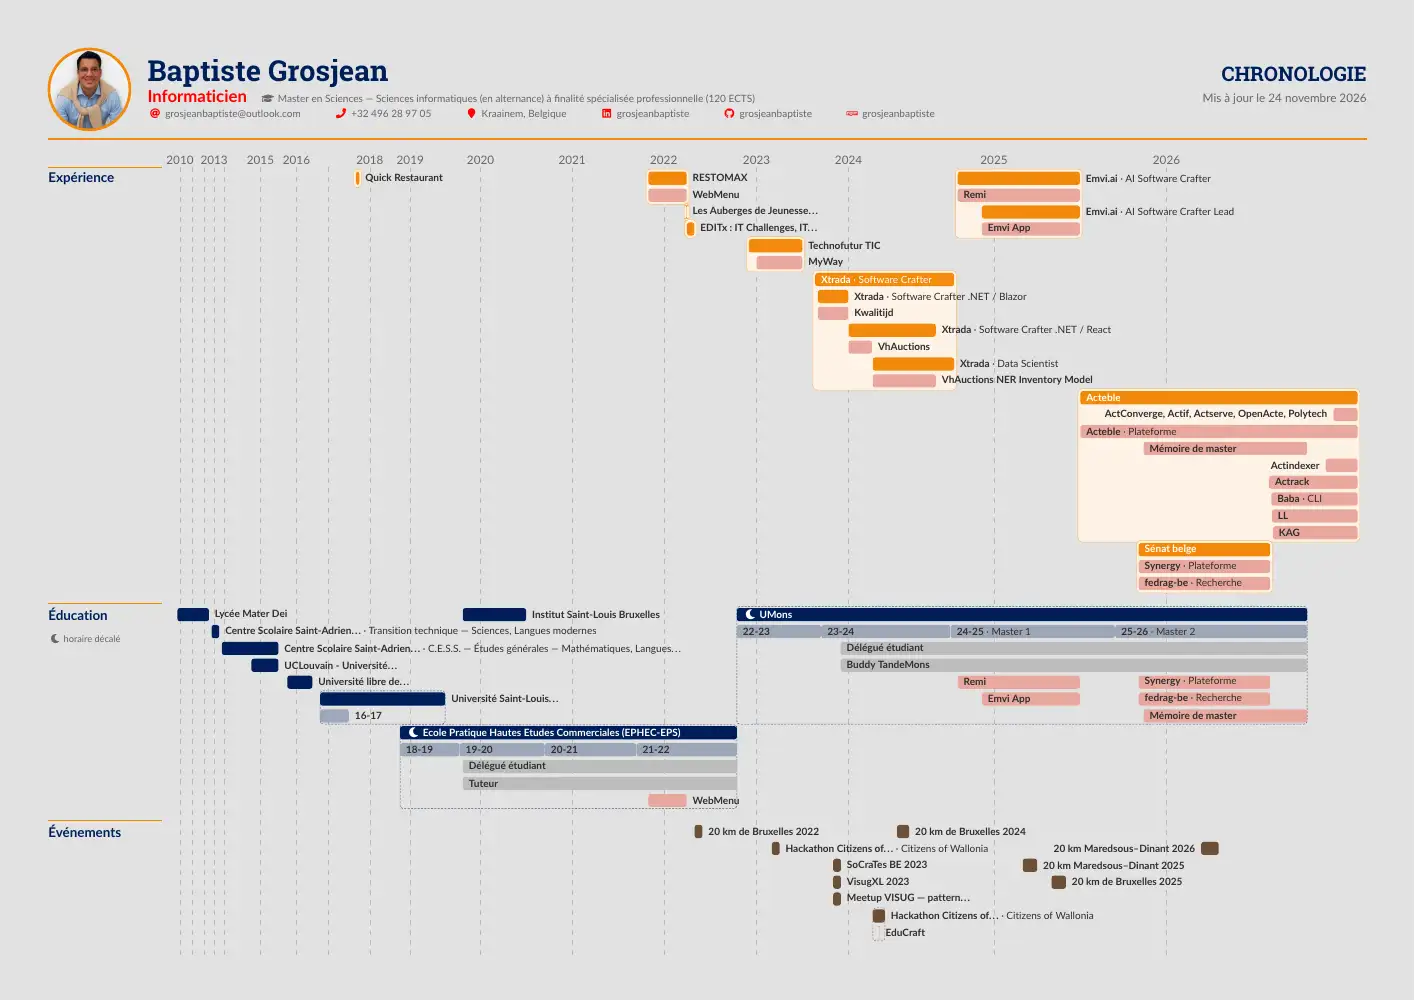 Baptiste Grosjean
CHRONOLOGIE
Informaticien Master en Sciences — Sciences informatiques (en alternance) à finalité spécialisée professionnelle (120 ECTS)
Mis à jour le 24 novembre 2026
grosjeanbaptiste@outlook.com +32 496 28 97 05 Kraainem, Belgique grosjeanbaptiste grosjeanbaptiste grosjeanbaptiste
2010 2013 2015 2016 2018 2019 2020 2021 2022 2023 2024 2025 2026
Expérience
Quick Restaurant
RESTOMAX
WebMenu
Les Auberges de Jeunesse…
EDITx : IT Challenges, IT…
Technofutur TIC
MyWay
Xtrada · Software Crafter
Xtrada · Software Crafter .NET / Blazor
Kwalitijd
Xtrada · Software Crafter .NET / React
VhAuctions
Xtrada · Data Scientist
VhAuctions NER Inventory Model
Emvi.ai · AI Software Crafter
Remi
Emvi.ai · AI Software Crafter Lead
Emvi App
Acteble
ActConverge, Actif, Actserve, OpenActe, Polytech
Acteble · Plateforme
Mémoire de master
Actindexer
Actrack
Baba · CLI
LL
KAG
Sénat belge
Synergy · Plateforme
fedrag-be · Recherche
Éducation
horaire décalé
Lycée Mater Dei
Centre Scolaire Saint-Adrien… · Transition technique — Sciences, Langues modernes
Centre Scolaire Saint-Adrien… · C.E.S.S. — Études générales — Mathématiques, Langues…
UCLouvain - Université…
Université libre de…
Université Saint-Louis…
16-17
Institut Saint-Louis Bruxelles
Ecole Pratique Hautes Etudes Commerciales (EPHEC-EPS)
18-19 19-20 20-21 21-22
Délégué étudiant
Tuteur
WebMenu
UMons
22-23 23-24 24-25 · Master 1 25-26 · Master 2
Délégué étudiant
Buddy TandeMons
Remi Synergy · Plateforme
Emvi App fedrag-be · Recherche
Mémoire de master
Événements
20 km de Bruxelles 2022 20 km de Bruxelles 2024
Hackathon Citizens of… · Citizens of Wallonia 20 km Maredsous–Dinant 2026
SoCraTes BE 2023 20 km Maredsous–Dinant 2025
VisugXL 2023 20 km de Bruxelles 2025
Meetup VISUG — pattern…
Hackathon Citizens of… · Citizens of Wallonia
EduCraft